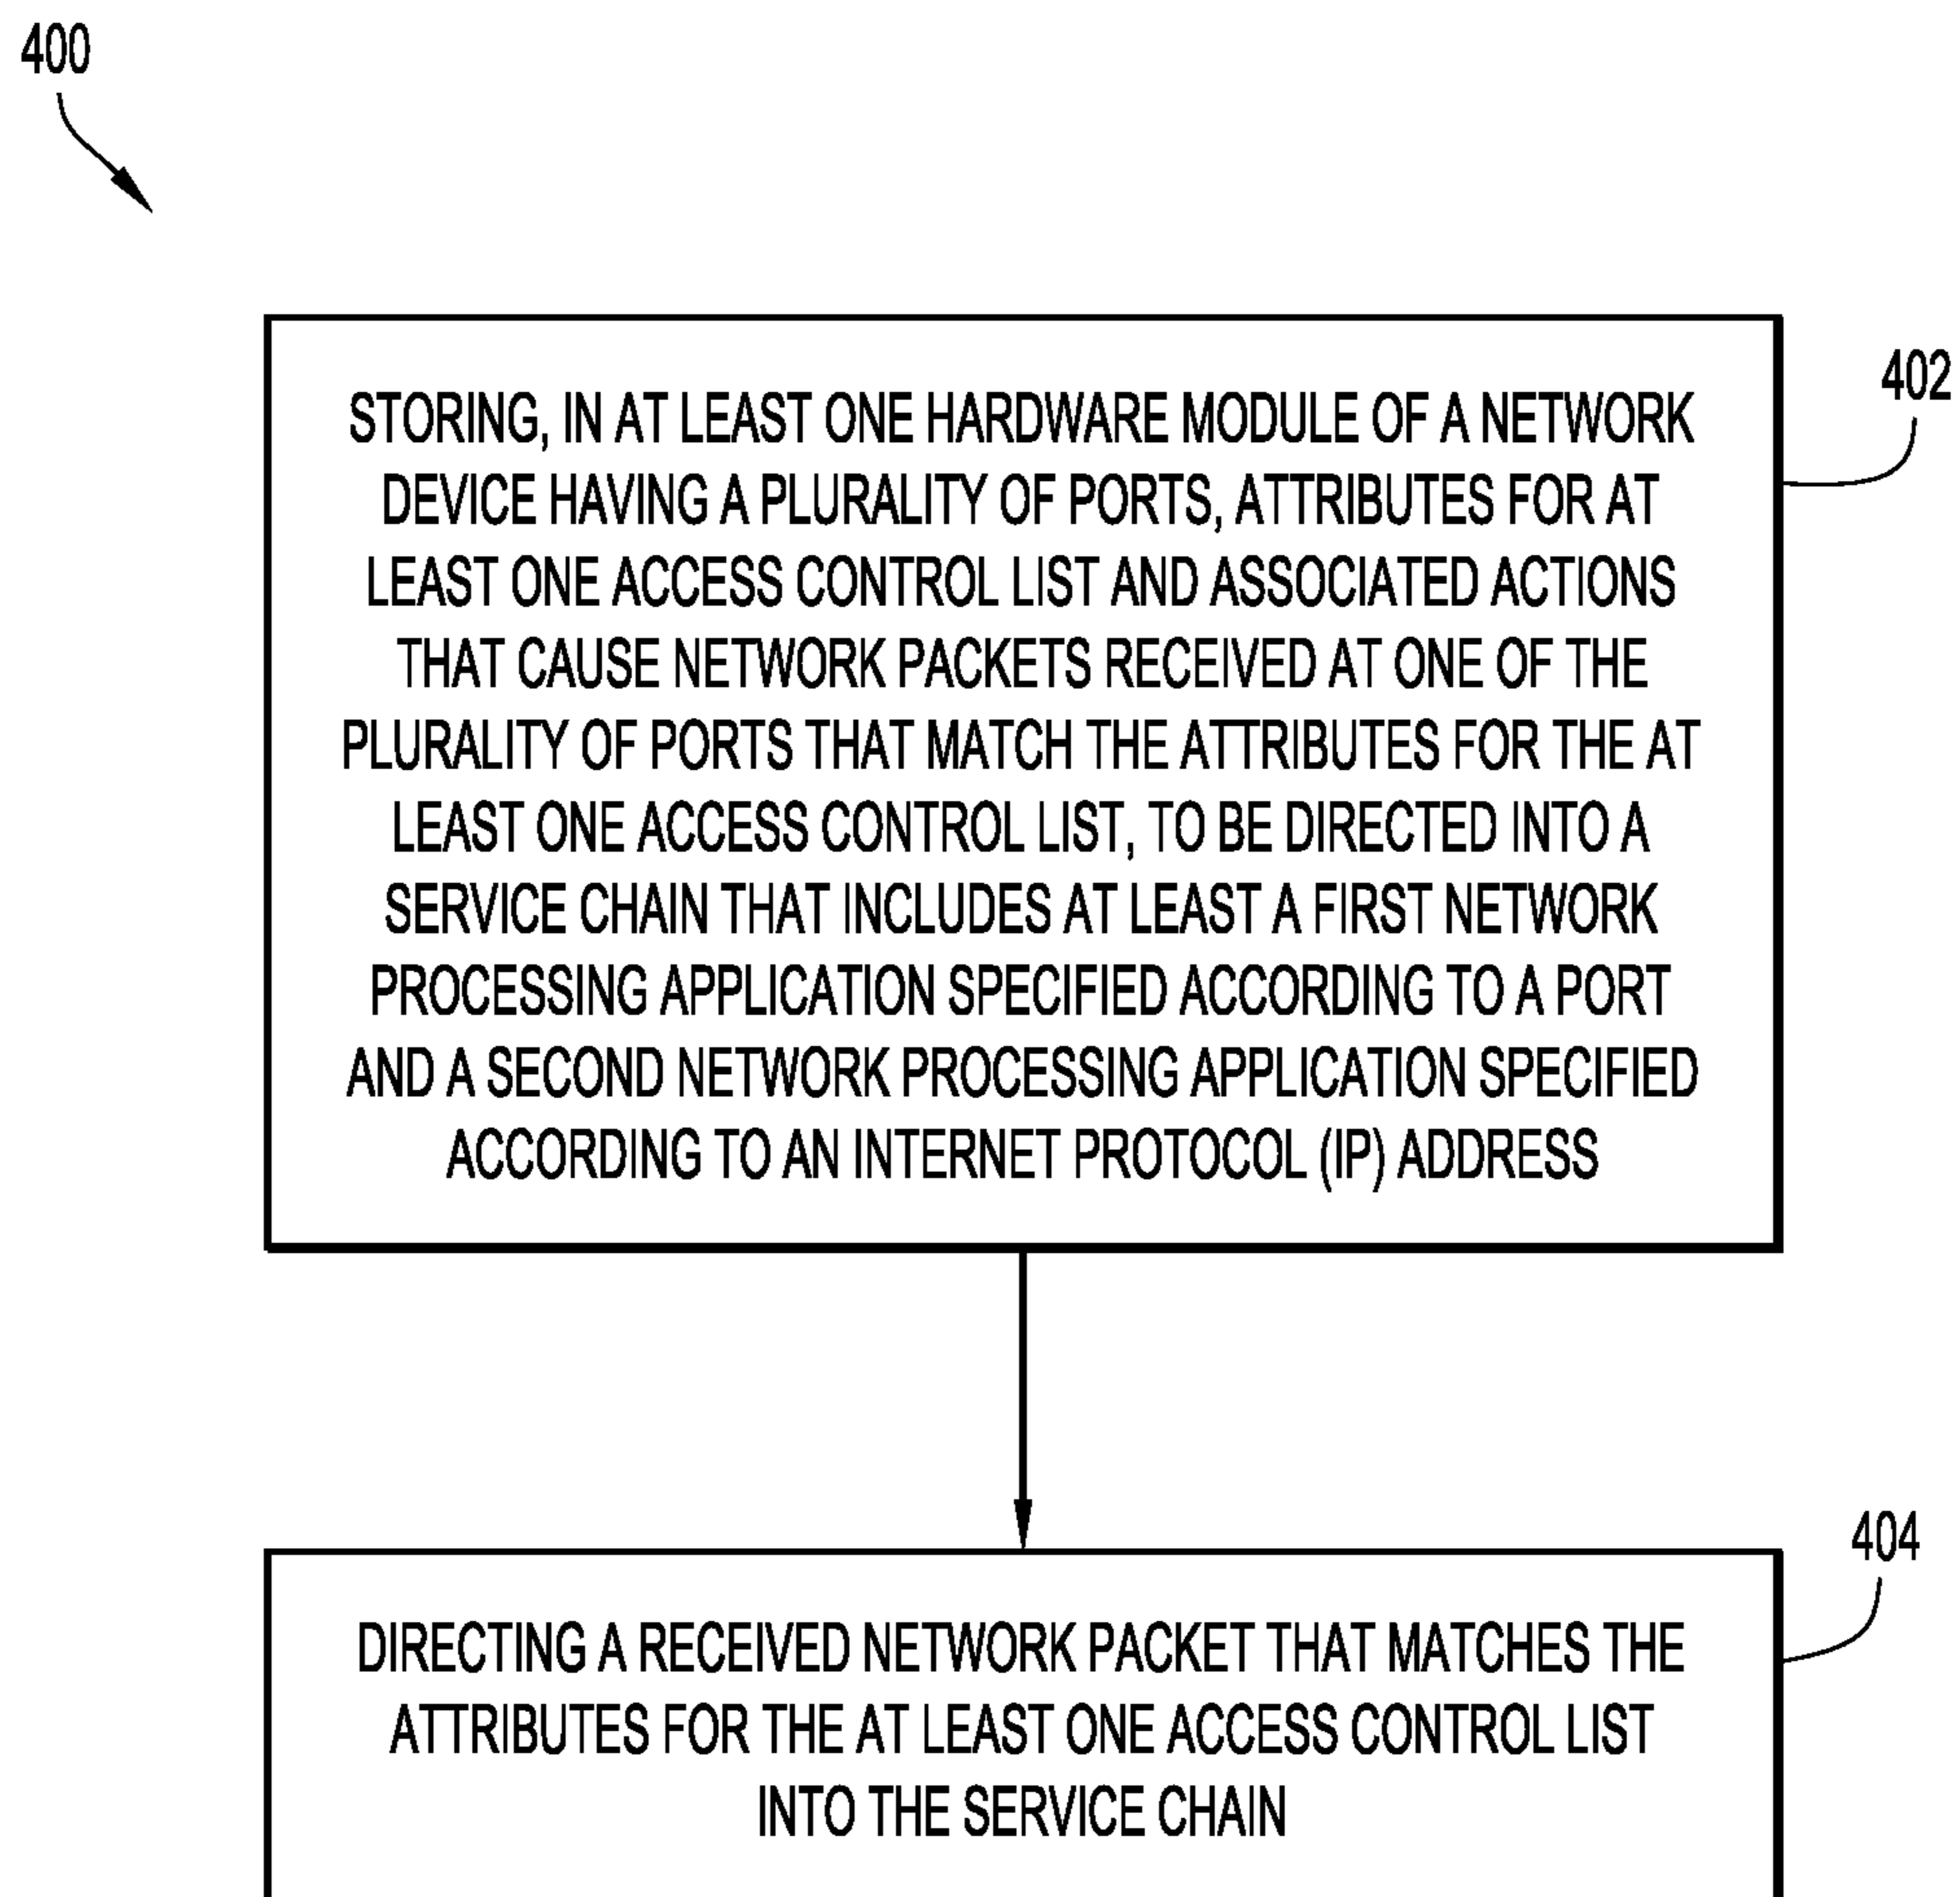 400
402
STORING, IN AT LEAST ONE HARDWARE MODULE OF A NETWORK
DEVICE HAVING A PLURALITY OF PORTS, ATTRIBUTES FOR AT
LEAST ONE ACCESS CONTROL LIST AND ASSOCIATED ACTIONS
THAT CAUSE NETWORK PACKETS RECEIVED AT ONE OF THE
PLURALITY OF PORTS THAT MATCH THE ATTRIBUTES FOR THE AT
LEAST ONE ACCESS CONTROL LIST, TO BE DIRECTED INTO A
SERVICE CHAIN THAT INCLUDES AT LEAST A FIRST NETWORK
PROCESSING APPLICATION SPECIFIED ACCORDING TO A PORT
AND A SECOND NETWORK PROCESSING APPLICATION SPECIFIED
ACCORDING TO AN INTERNET PROTOCOL (IP) ADDRESS
404
DIRECTING A RECEIVED NETWORK PACKET THAT MATCHES THE
ATTRIBUTES FOR THE AT LEAST ONE ACCESS CONTROL LIST
INTO THE SERVICE CHAIN